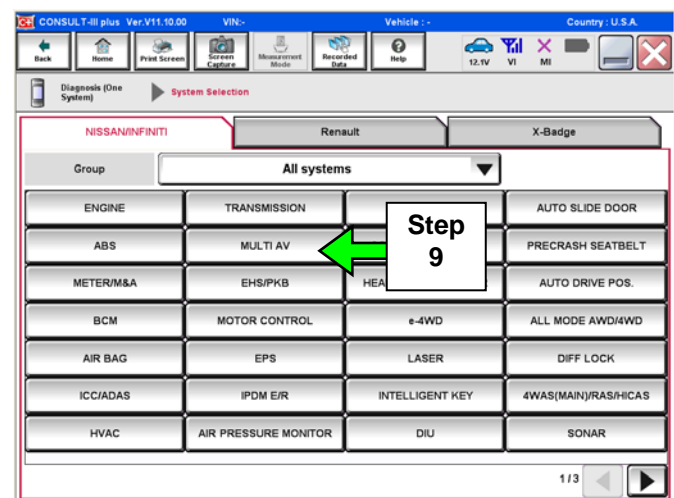 CONSULT-III plus Ver.V11.10.00 VIN:- Vehicle : - Country : U.S.A.
Back Home Print Screen Screen Capture Measurement Mode Recorded Data Help 12.1V VI MI
Diagnosis (One System) System Selection
NISSAN/INFINITI Renault X-Badge
Group All systems
ENGINE TRANSMISSION AUTO SLIDE DOOR
Step
9
ABS MULTI AV PRECRASH SEATBELT
METER/M&A EHS/PKB AUTO DRIVE POS.
BCM MOTOR CONTROL e-4WD ALL MODE AWD/4WD
AIR BAG EPS LASER DIFF LOCK
ICC/ADAS IPDM E/R INTELLIGENT KEY 4WAS(MAIN)/RAS/HICAS
HVAC AIR PRESSURE MONITOR DIU SONAR
1/3